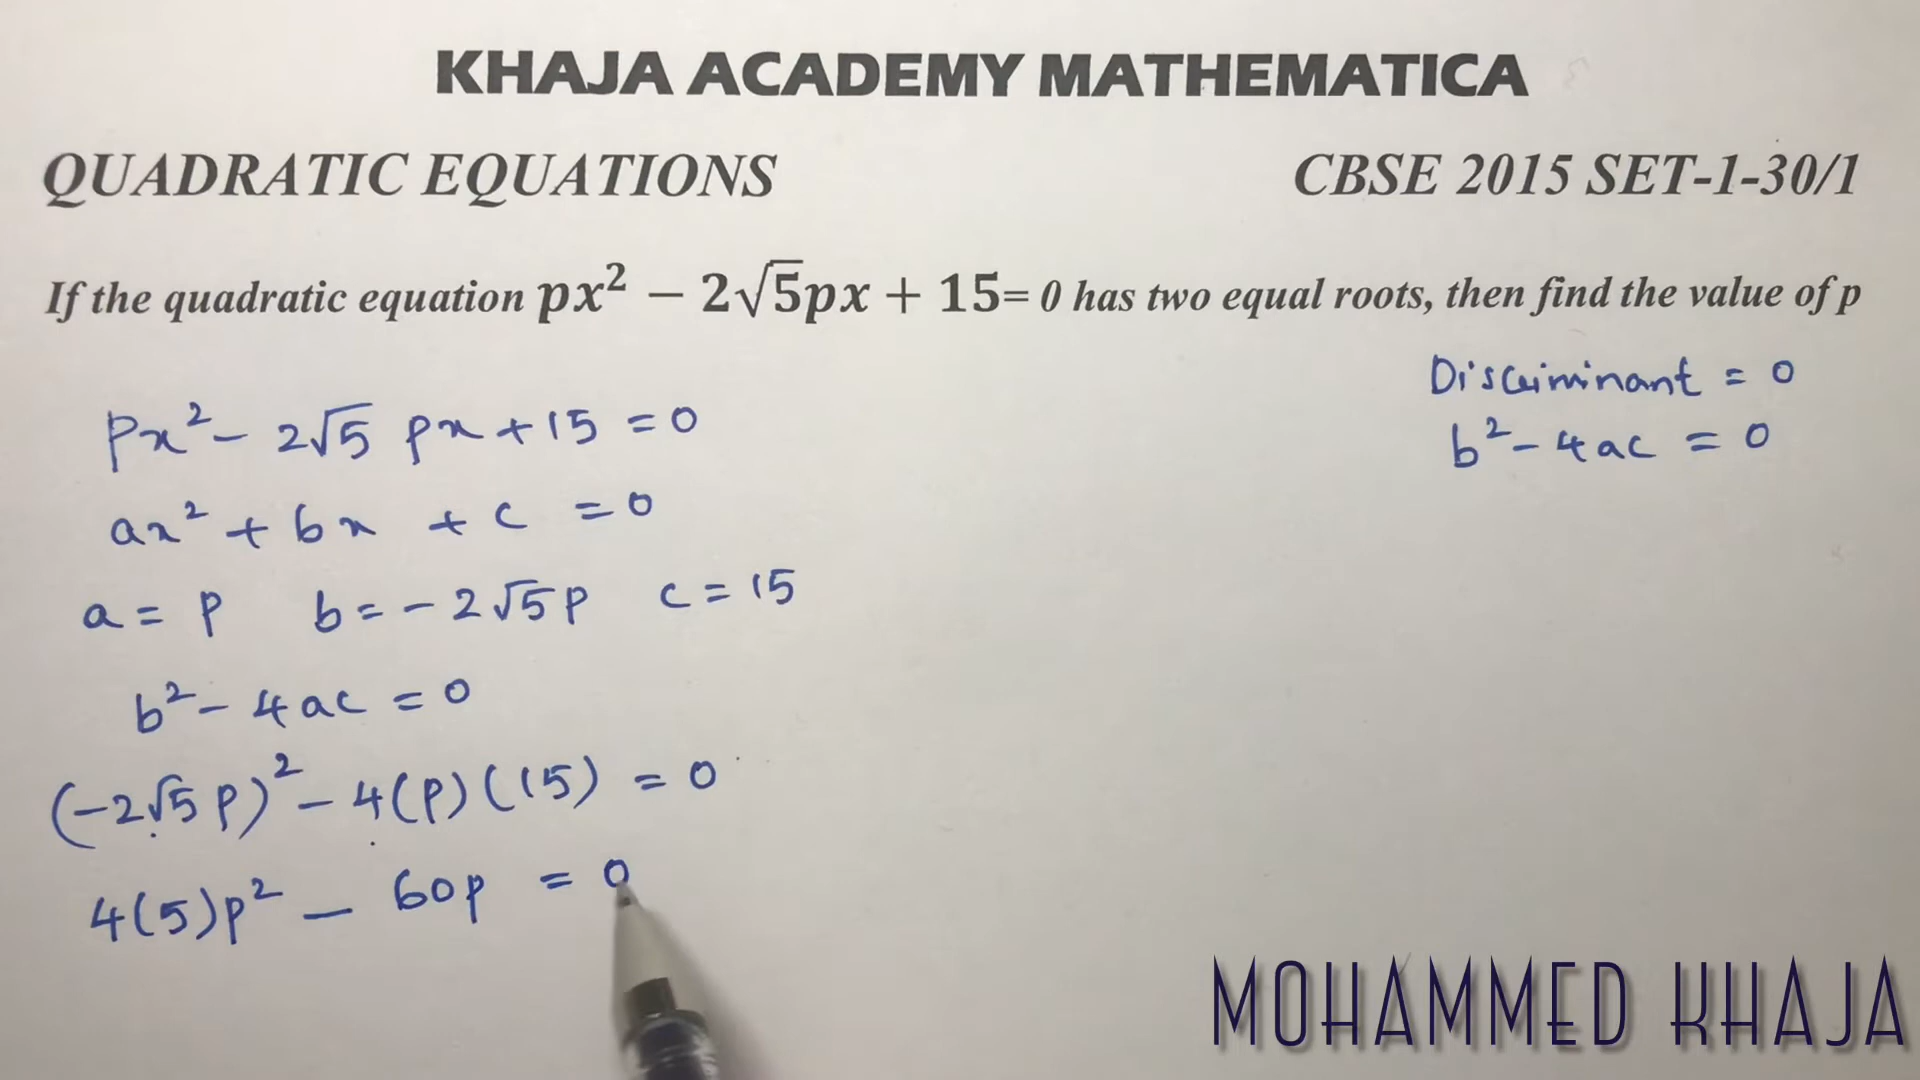 KHAJA ACADEMY MATHEMATICA
QUADRATIC EQUATIONS CBSE 2015 SET-1-30/1
If the quadratic equation px² − 2√5px + 15= 0 has two equal roots, then find the value of p
Discriminant = 0
px² - 2√5 px + 15 = 0
b² - 4ac = 0
ax² + bx + c = 0
a = p b = - 2√5p c = 15
b² - 4ac = 0
(-2√5p)² - 4(p)(15) = 0
4(5)p² - 60p = 0
MOHAMMED KHAJA